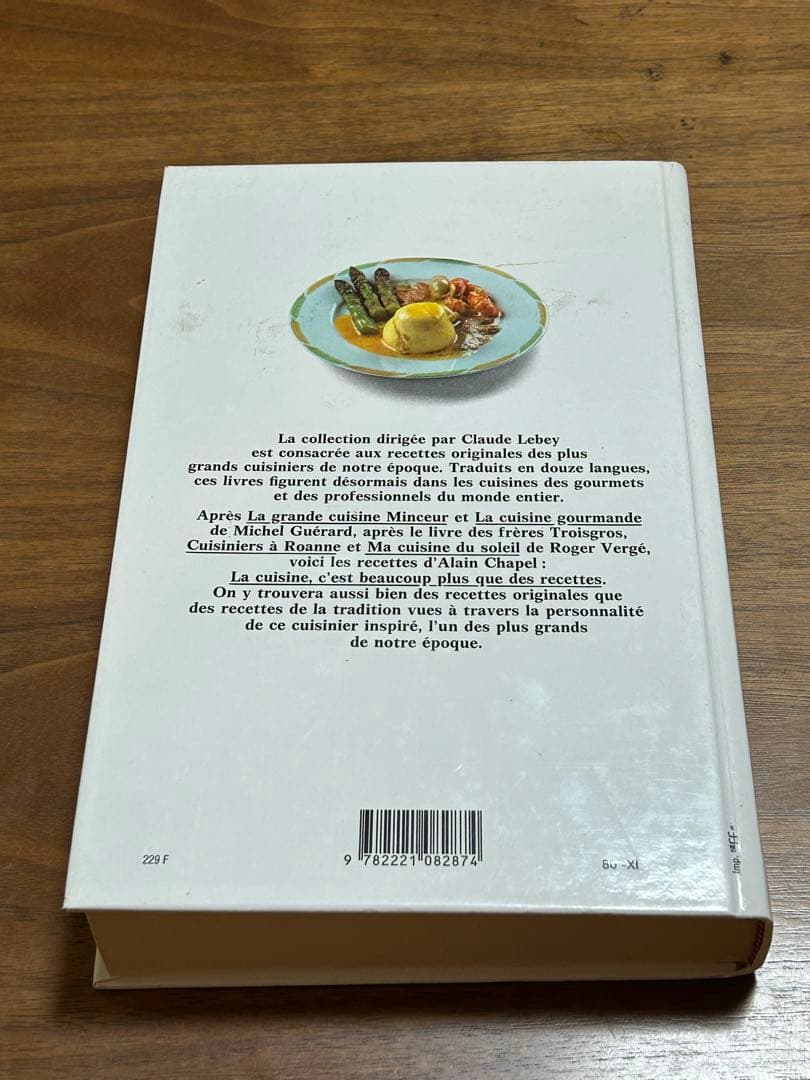 La collection dirigée par Claude Lebey
est consacrée aux recettes originales des plus
grands cuisiniers de notre époque. Traduits en douze langues,
ces livres figurent désormais dans les cuisines des gourmets
et des professionnels du monde entier.
Après La grande cuisine Minceur et La cuisine gourmande
de Michel Guérard, après le livre des frères Troisgros,
Cuisiniers à Roanne et Ma cuisine du soleil de Roger Vergé,
voici les recettes d'Alain Chapel :
La cuisine, c'est beaucoup plus que des recettes.
On y trouvera aussi bien des recettes originales que
des recettes de la tradition vues à travers la personnalité
de ce cuisinier inspiré, l'un des plus grands
de notre époque.
229 F
9 782221 082874
80 -XI
Imp.